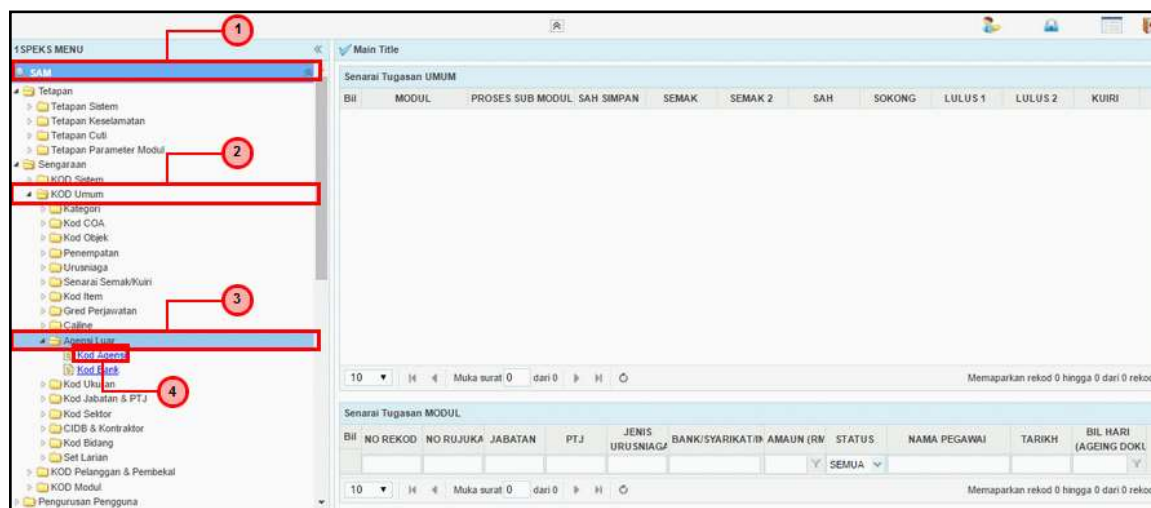 1
1SPEKS MENU
Main Title
SAM
Senarai Tugasan UMUM
Bil MODUL PROSES SUB MODUL SAH SIMPAN SEMAK SEMAK 2 SAH SOKONG LULUS 1 LULUS 2 KUIRI
Tetapan
Tetapan Sistem
Tetapan Keselamatan
Tetapan Cuti
Tetapan Parameter Modul
2
Sengaraan
KOD Sistem
KOD Umum
Kategori
Kod COA
Kod Objek
Penempatan
Urusniaga
Senarai Semak/Kuiri
Kod Item
3
Gred Perjawatan
Cajline
Agensi Luar
Kod Agensi
Kod Bank
4
Kod Ukuran
Kod Jabatan & PTJ
Kod Sektor
CIDB & Kontraktor
Kod Bidang
Set Larian
KOD Pelanggan & Pembekal
KOD Modul
Pengurusan Pengguna
10 Muka surat 0 dari 0 Memaparkan rekod 0 hingga 0 dari 0 rekod
Senarai Tugasan MODUL
Bil NO REKOD NO RUJUKA JABATAN PTJ JENIS URUSNIAGA BANK/SYARIKAT/IN AMAUN (RM STATUS NAMA PEGAWAI TARIKH BIL HARI (AGEING DOKU
SEMUA
10 Muka surat 0 dari 0 Memaparkan rekod 0 hingga 0 dari 0 rekod